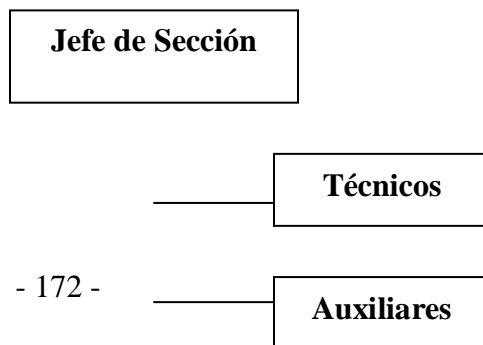 Jefe de Sección
Técnicos
- 172 -
Auxiliares